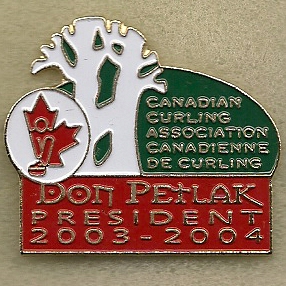 CANADIAN
CURLING
ASSOCIATION
CANADIENNE
DE CURLING
DON PETLAK
PRESIDENT
2003-2004